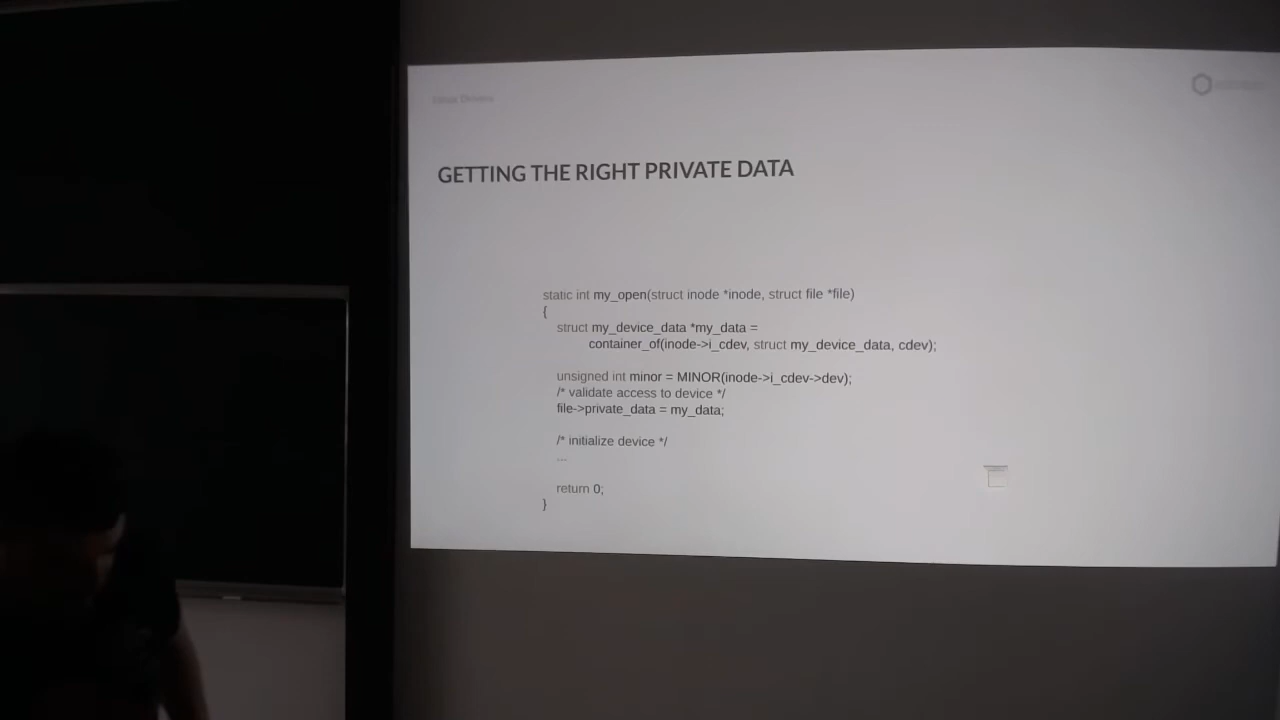 Linux Drivers
GETTING THE RIGHT PRIVATE DATA
static int my_open(struct inode *inode, struct file *file)
{
struct my_device_data *my_data =
container_of(inode->i_cdev, struct my_device_data, cdev);
unsigned int minor = MINOR(inode->i_cdev->dev);
/* validate access to device */
file->private_data = my_data;
/* initialize device */
...
return 0;
}